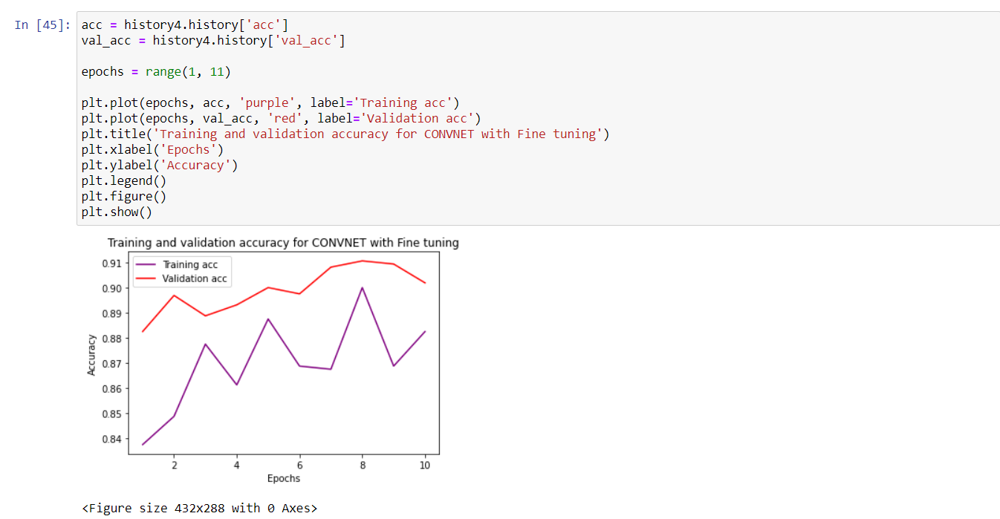 In [45]:
acc = history4.history['acc']
val_acc = history4.history['val_acc']
epochs = range(1, 11)
plt.plot(epochs, acc, 'purple', label='Training acc')
plt.plot(epochs, val_acc, 'red', label='Validation acc')
plt.title('Training and validation accuracy for CONVNET with Fine tuning')
plt.xlabel('Epochs')
plt.ylabel('Accuracy')
plt.legend()
plt.figure()
plt.show()
Training and validation accuracy for CONVNET with Fine tuning
Training acc
Validation acc
0.91
0.90
0.89
0.88
0.87
0.86
0.85
0.84
Accuracy
2 4 6 8 10
Epochs
<Figure size 432x288 with 0 Axes>